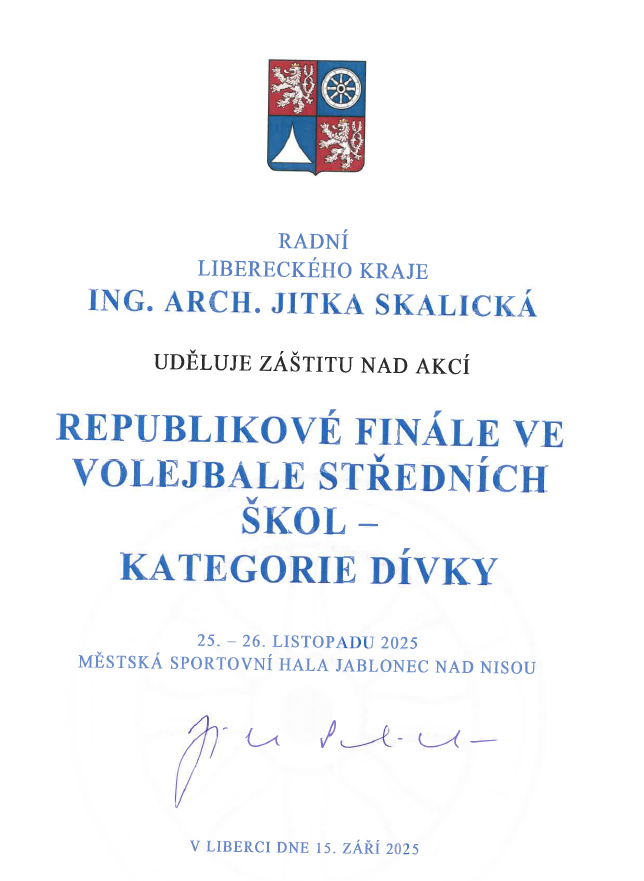 RADNÍ
LIBERECKÉHO KRAJE
ING. ARCH. JITKA SKALICKÁ
UDĚLUJE ZÁŠTITU NAD AKCÍ
REPUBLIKOVÉ FINÁLE VE
VOLEJBALE STŘEDNÍCH
ŠKOL –
KATEGORIE DÍVKY
25. – 26. LISTOPADU 2025
MĚSTSKÁ SPORTOVNÍ HALA JABLONEC NAD NISOU
V LIBERCI DNE 15. ZÁŘÍ 2025